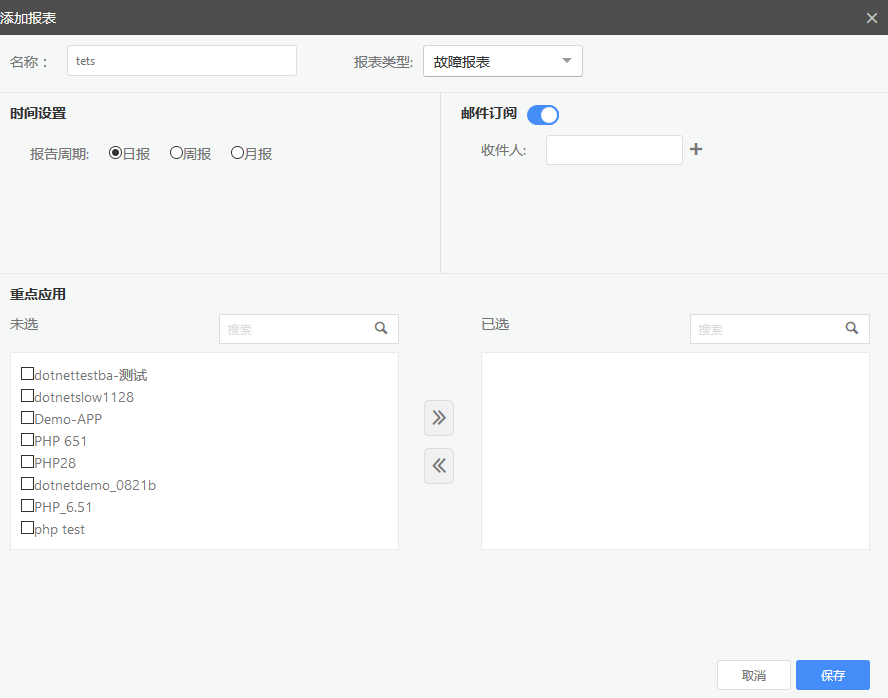 添加报表
名称： tets 报表类型: 故障报表
时间设置
报告周期: 日报 周报 月报
邮件订阅
收件人:
重点应用
未选 搜索
dotnettestba-测试
dotnetslow1128
Demo-APP
PHP 651
PHP28
dotnetdemo_0821b
PHP_6.51
php test
已选 搜索
取消 保存